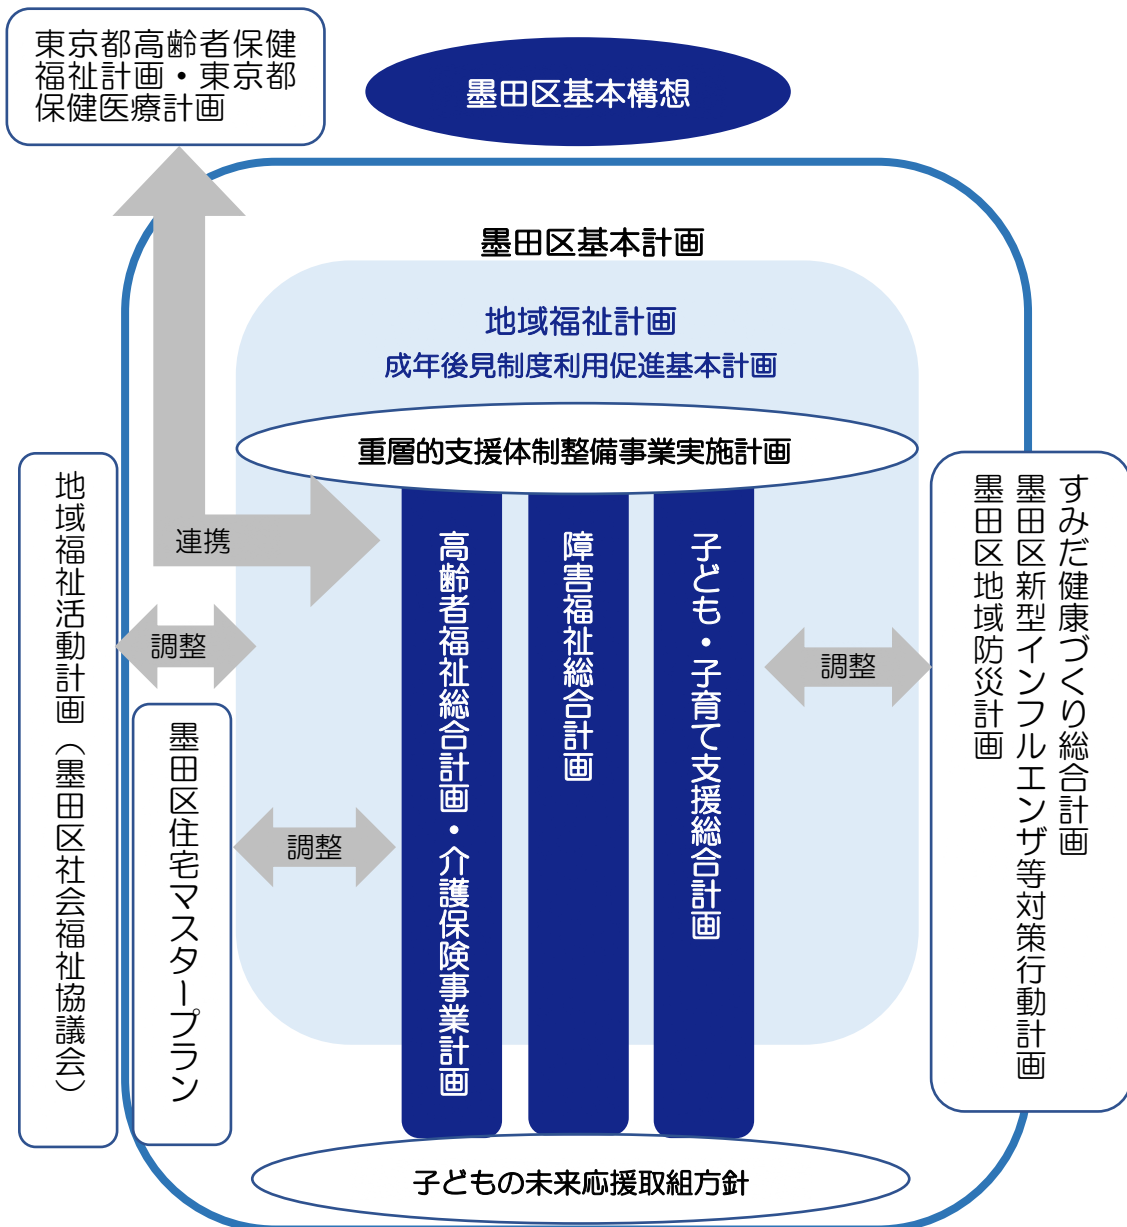 東京都高齢者保健
福祉計画・東京都
保健医療計画
墨田区基本構想
墨田区基本計画
地域福祉計画
成年後見制度利用促進基本計画
重層的支援体制整備事業実施計画
連携
調整
調整
調整
地域福祉活動計画（墨田区社会福祉協議会）
墨田区住宅マスタープラン
高齢者福祉総合計画・介護保険事業計画
障害福祉総合計画
子ども・子育て支援総合計画
すみだ健康づくり総合計画
墨田区新型インフルエンザ等対策行動計画
墨田区地域防災計画
子どもの未来応援取組方針